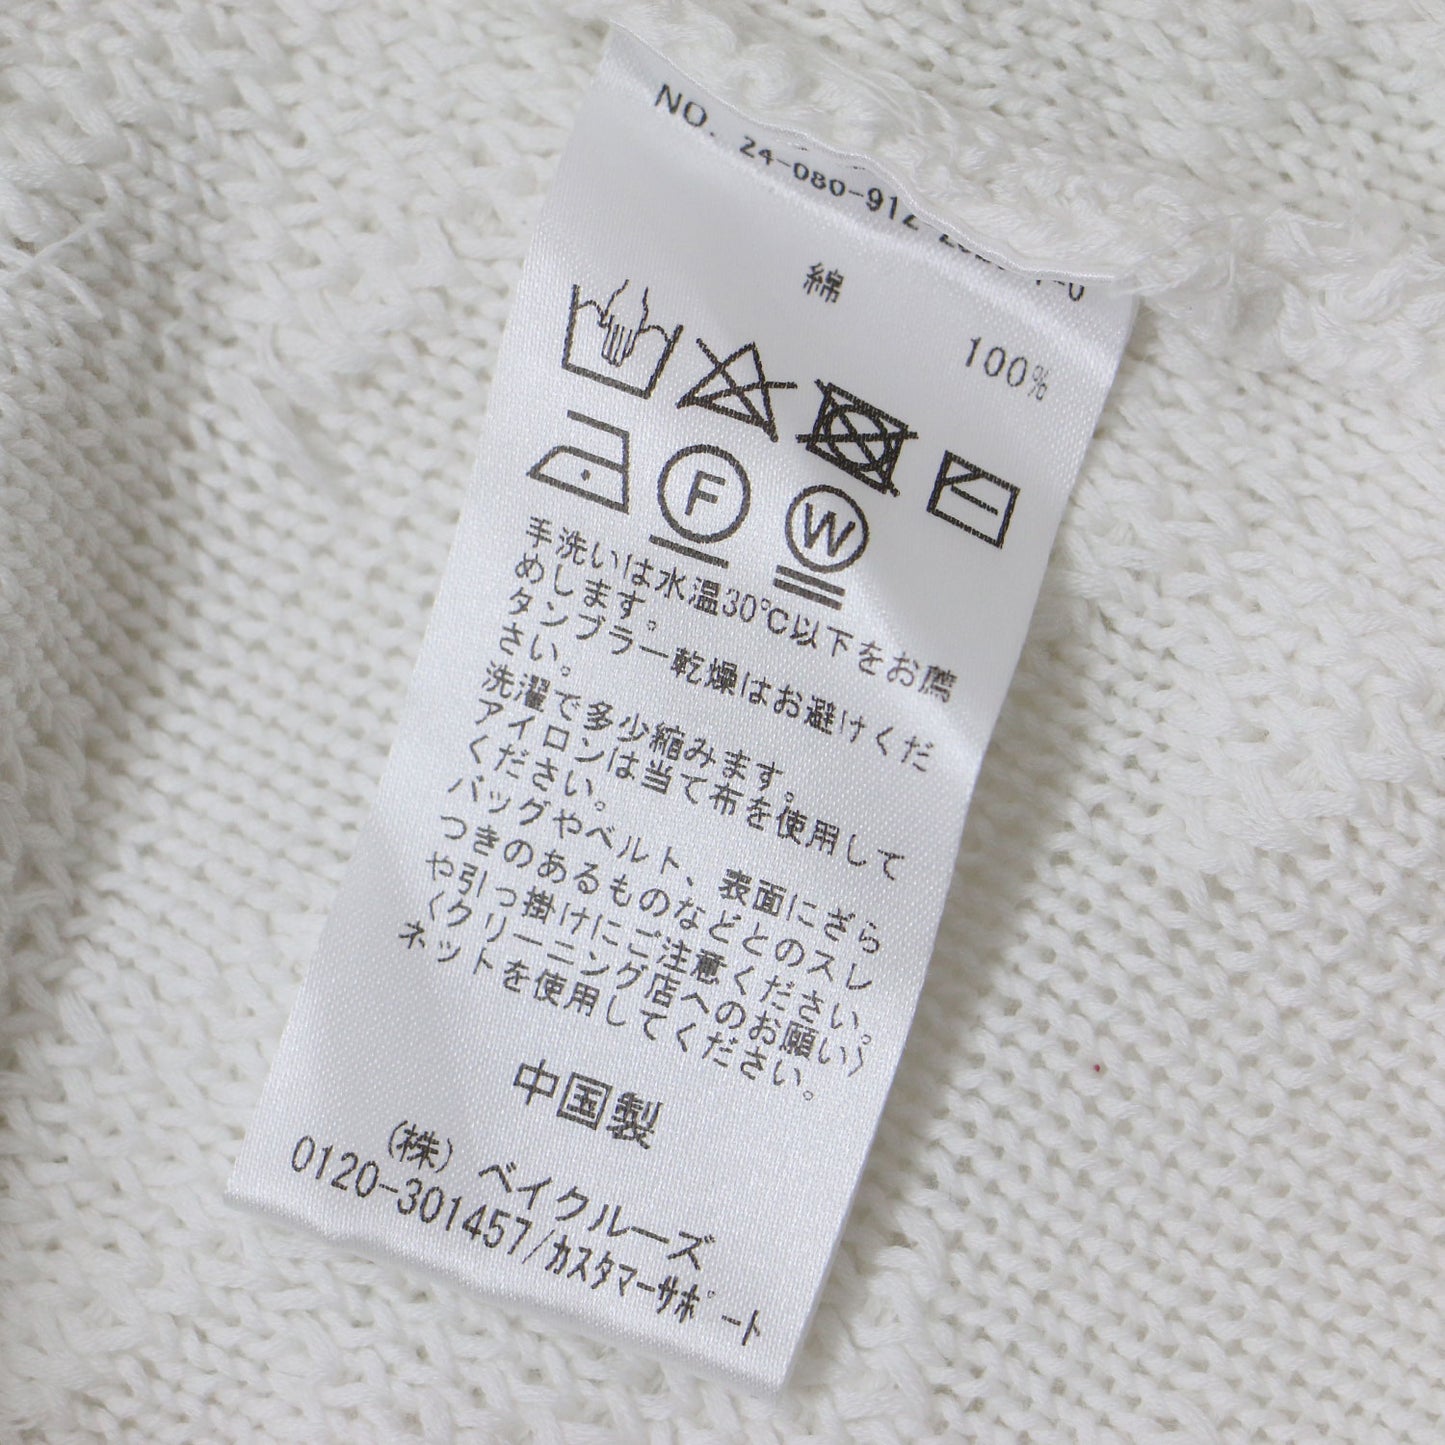 NO. 24-080-912
綿
100%
F
W
手洗いは水温30℃以下をお薦
めします。
タンブラー乾燥はお避けくだ
さい。
洗濯で多少縮みます。
アイロンは当て布を使用して
ください。
バッグやベルト、表面にざら
つきのあるものなどとのスレ
や引っ掛けにご注意ください。
〈クリーニング店へのお願い〉
ネットを使用してください。
中国製
(株) ベイクルーズ
0120-301457/カスタマーサポート